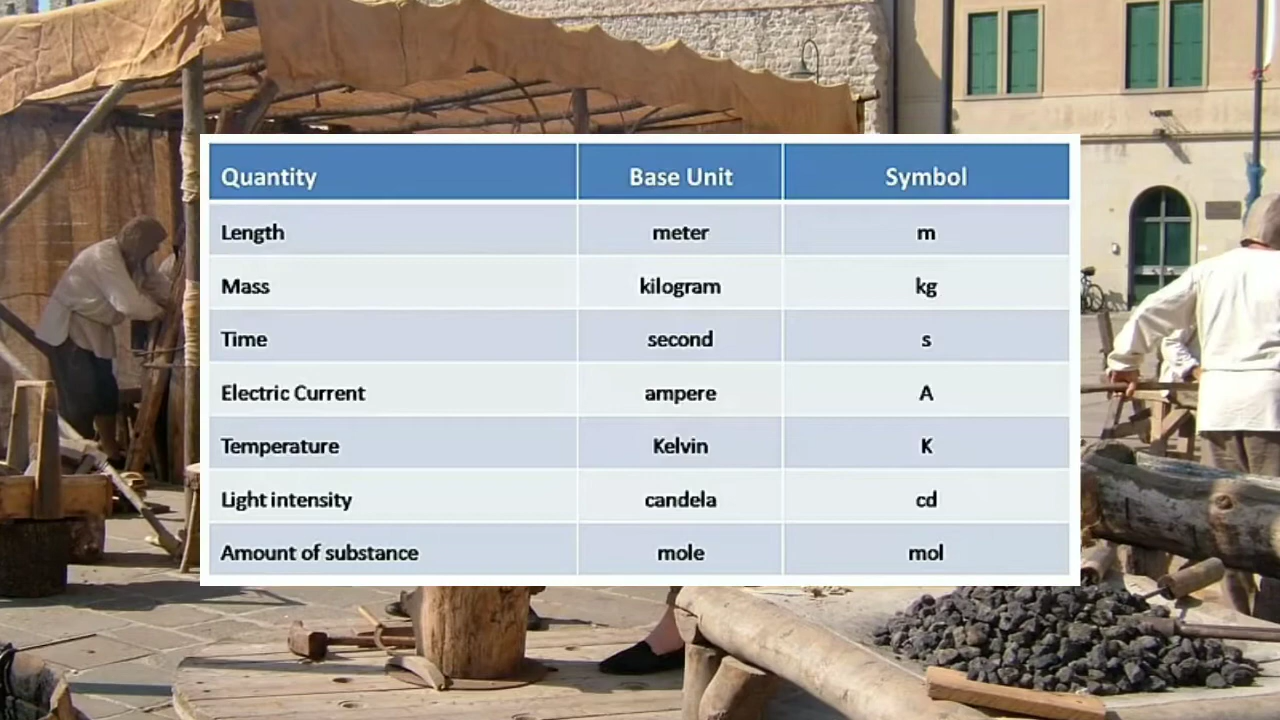 Quantity Base Unit Symbol
Length meter m
Mass kilogram kg
Time second s
Electric Current ampere A
Temperature Kelvin K
Light intensity candela cd
Amount of substance mole mol